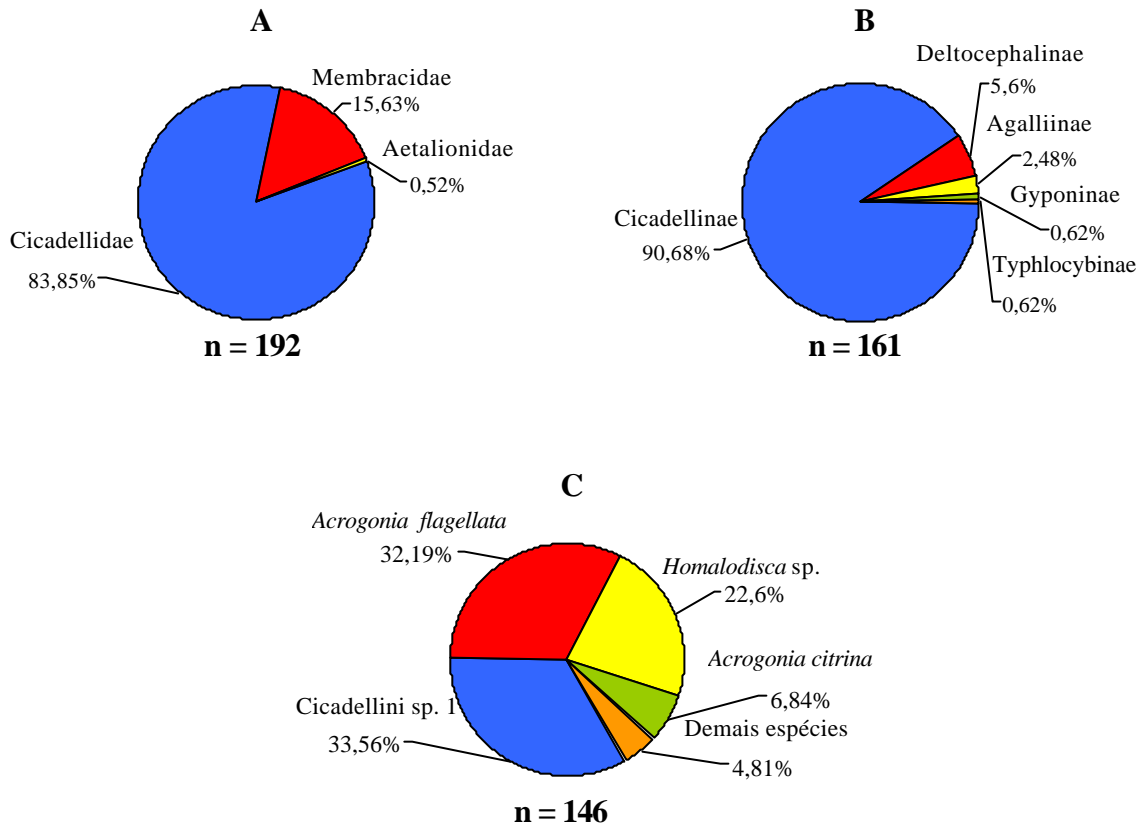 A
Membracidae
15,63%
Aetalionidae
0,52%
Cicadellidae
83,85%
n = 192
B
Deltocephalinae
5,6%
Agalliinae
2,48%
Gyponinae
0,62%
Typhlocybinae
0,62%
Cicadellinae
90,68%
n = 161
C
Acrogonia flagellata
32,19%
Homalodisca sp.
22,6%
Acrogonia citrina
6,84%
Demais espécies
4,81%
Cicadellini sp. 1
33,56%
n = 146